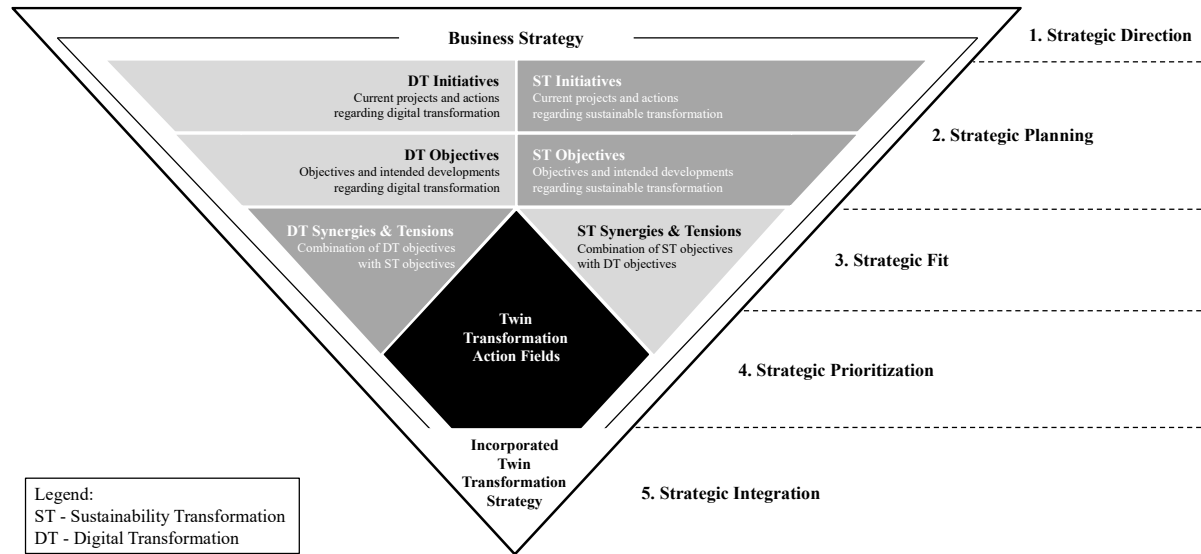 Business Strategy
1. Strategic Direction
DT Initiatives
Current projects and actions
regarding digital transformation
ST Initiatives
Current projects and actions
regarding sustainable transformation
2. Strategic Planning
DT Objectives
Objectives and intended developments
regarding digital transformation
ST Objectives
Objectives and intended developments
regarding sustainable transformation
DT Synergies & Tensions
Combination of DT objectives
with ST objectives
ST Synergies & Tensions
Combination of ST objectives
with DT objectives
3. Strategic Fit
Twin
Transformation
Action Fields
4. Strategic Prioritization
Incorporated
Twin
Transformation
Strategy
5. Strategic Integration
Legend:
ST - Sustainability Transformation
DT - Digital Transformation